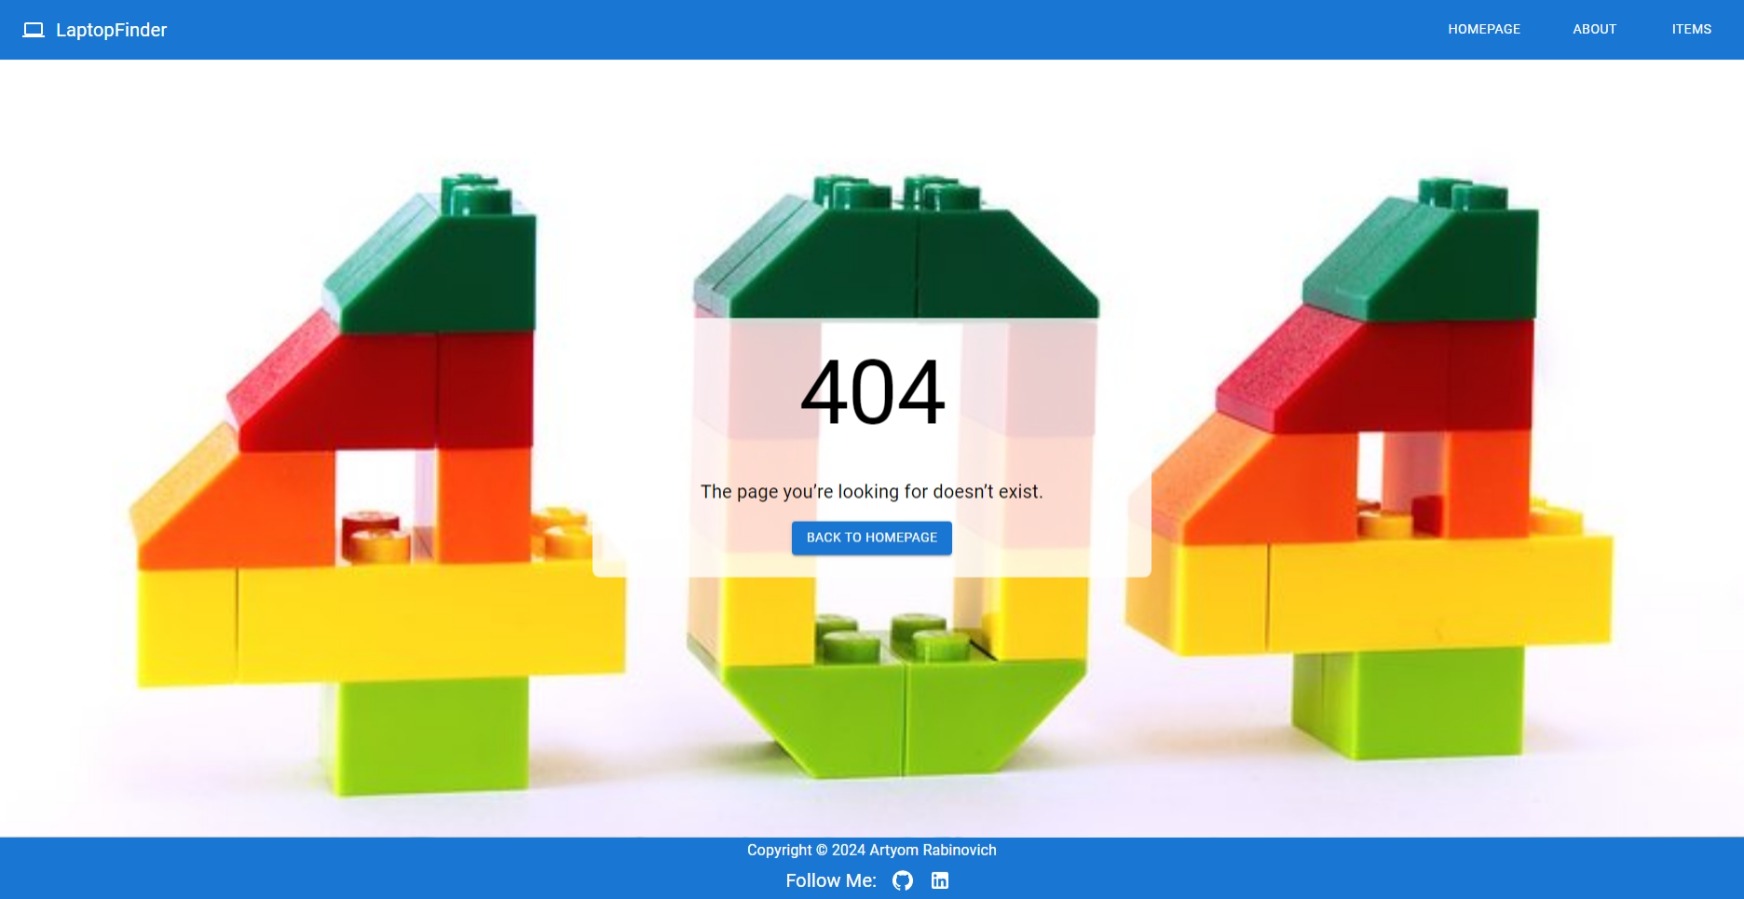 LaptopFinder
HOMEPAGE
ABOUT
ITEMS
404
The page you’re looking for doesn’t exist.
BACK TO HOMEPAGE
Copyright © 2024 Artyom Rabinovich
Follow Me: